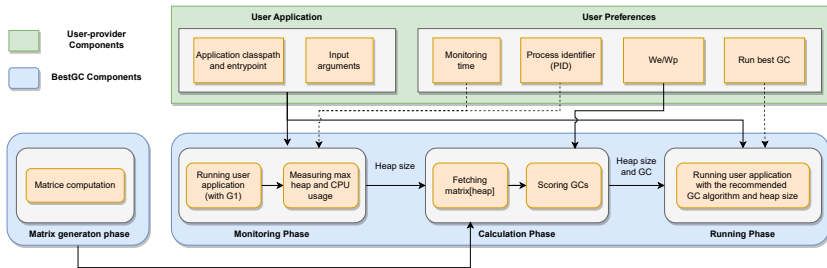 User Application
User Preferences
User-provider
Components
BestGC Components
Application classpath
and entrypoint
Input
arguments
Monitoring
time
Process identifier
(PID)
We/Wp
Run best GC
Matrice computation
Matrix generaton phase
Running user
application
(with G1)
Measuring max
heap and CPU
usage
Monitoring Phase
Heap size
Fetching
matrix[heap]
Scoring GCs
Calculation Phase
Heap size
and GC
Running user application
with the recommended
GC algorithm and heap size
Running Phase